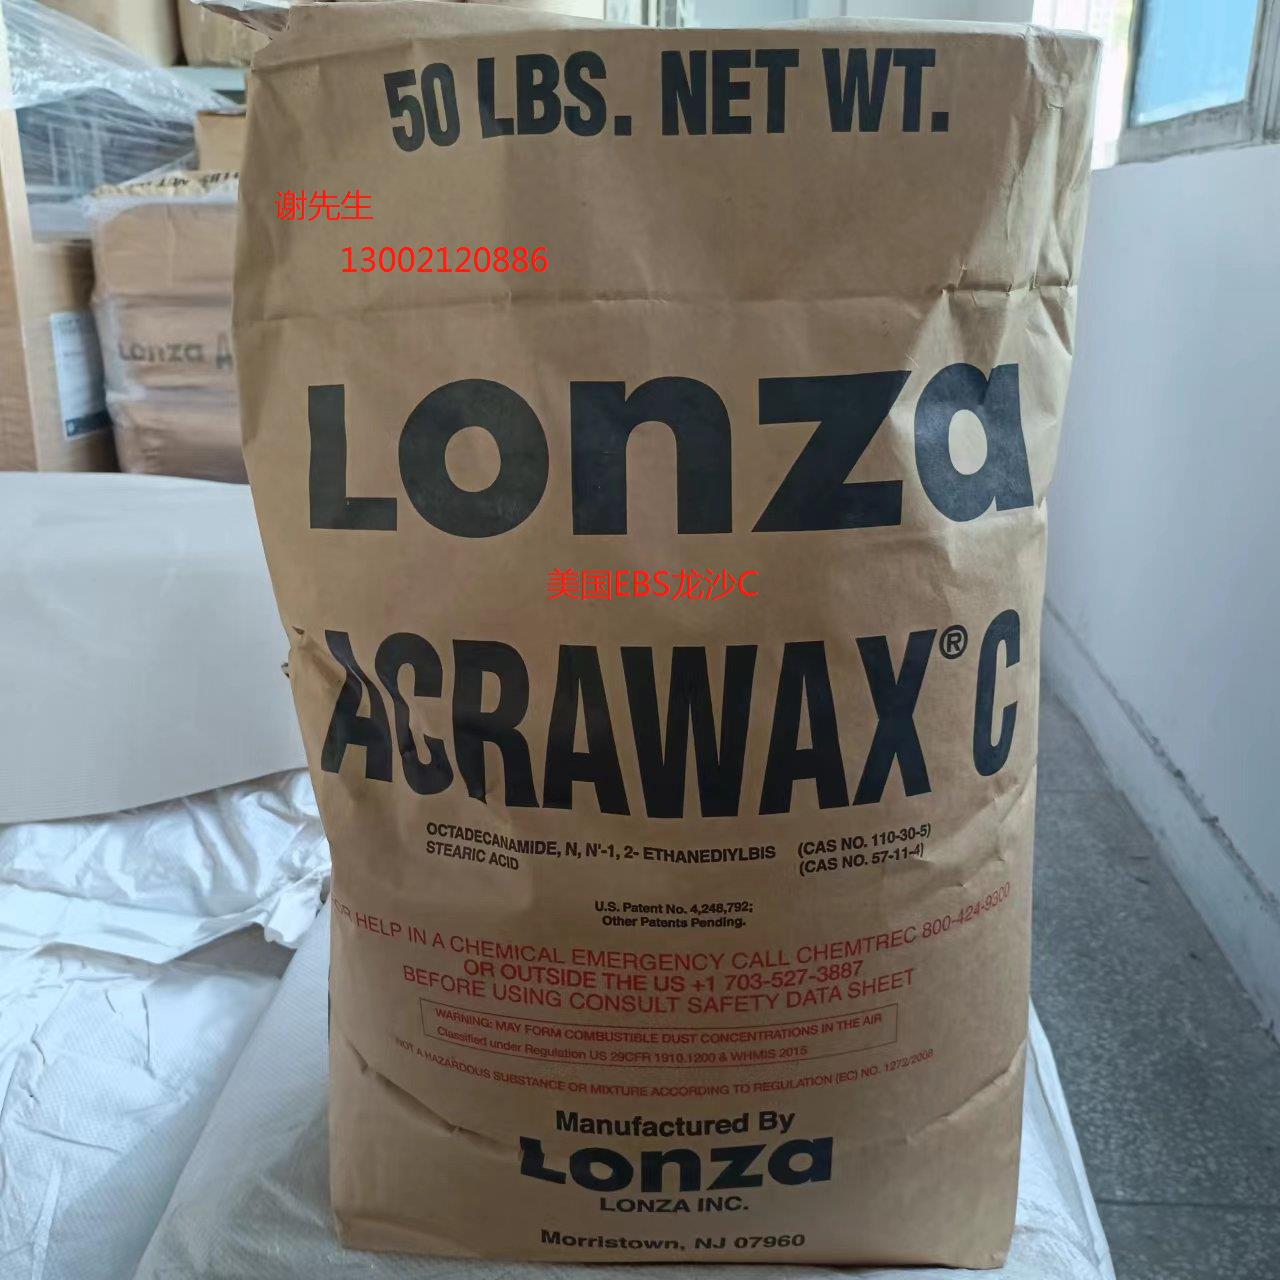 50 LBS. NET WT.
谢先生
13002120886
Lonza
Lonza
美国EBS龙沙C
ACRAWAX® C
OCTADECANAMIDE, N, N'-1, 2- ETHANEDIYLBIS (CAS NO. 110-30-5)
STEARIC ACID (CAS NO. 57-11-4)
U.S. Patent No. 4,248,792;
Other Patents Pending.
OR HELP IN A CHEMICAL EMERGENCY CALL CHEMTREC 800-424-9300
OR OUTSIDE THE US +1 703-527-3887
BEFORE USING CONSULT SAFETY DATA SHEET
WARNING: MAY FORM COMBUSTIBLE DUST CONCENTRATIONS IN THE AIR
Classified under Regulation US 29CFR 1910.1200 & WHMIS 2015
NOT A HAZARDOUS SUBSTANCE OR MIXTURE ACCORDING TO REGULATION (EC) NO. 1272/2008
Manufactured By
Lonza
LONZA INC.
Morristown, NJ 07960